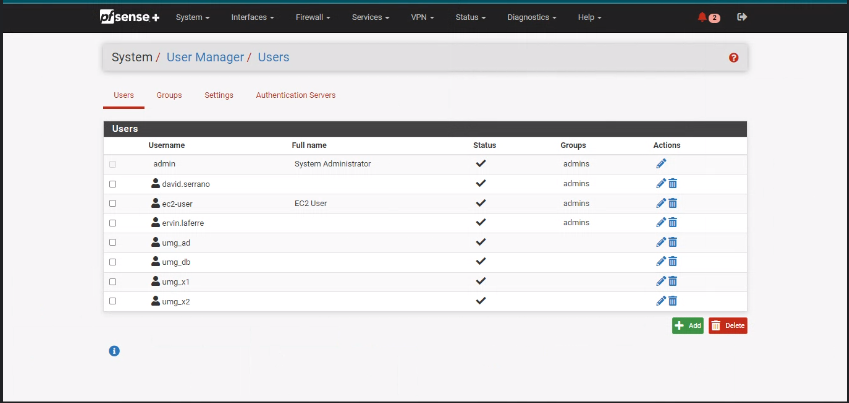 pfsense+ System Interfaces Firewall Services VPN Status Diagnostics Help 2
System / User Manager / Users
Users Groups Settings Authentication Servers
Users
Username Full name Status Groups Actions
admin System Administrator admins
david.serrano admins
ec2-user EC2 User admins
ervin.laferre admins
umg_ad
umg_db
umg_x1
umg_x2
Add Delete